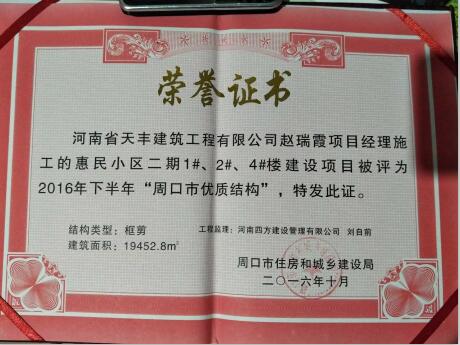 荣誉证书
河南省天丰建筑工程有限公司赵瑞霞项目经理施
工的惠民小区二期1#、2#、4#楼建设项目被评为
2016年下半年“周口市优质结构”，特发此证。
结构类型：框剪 工程监理：河南四方建设管理有限公司 刘自前
建筑面积：19452.8㎡
周口市住房和城乡建设局
二〇一六年十月